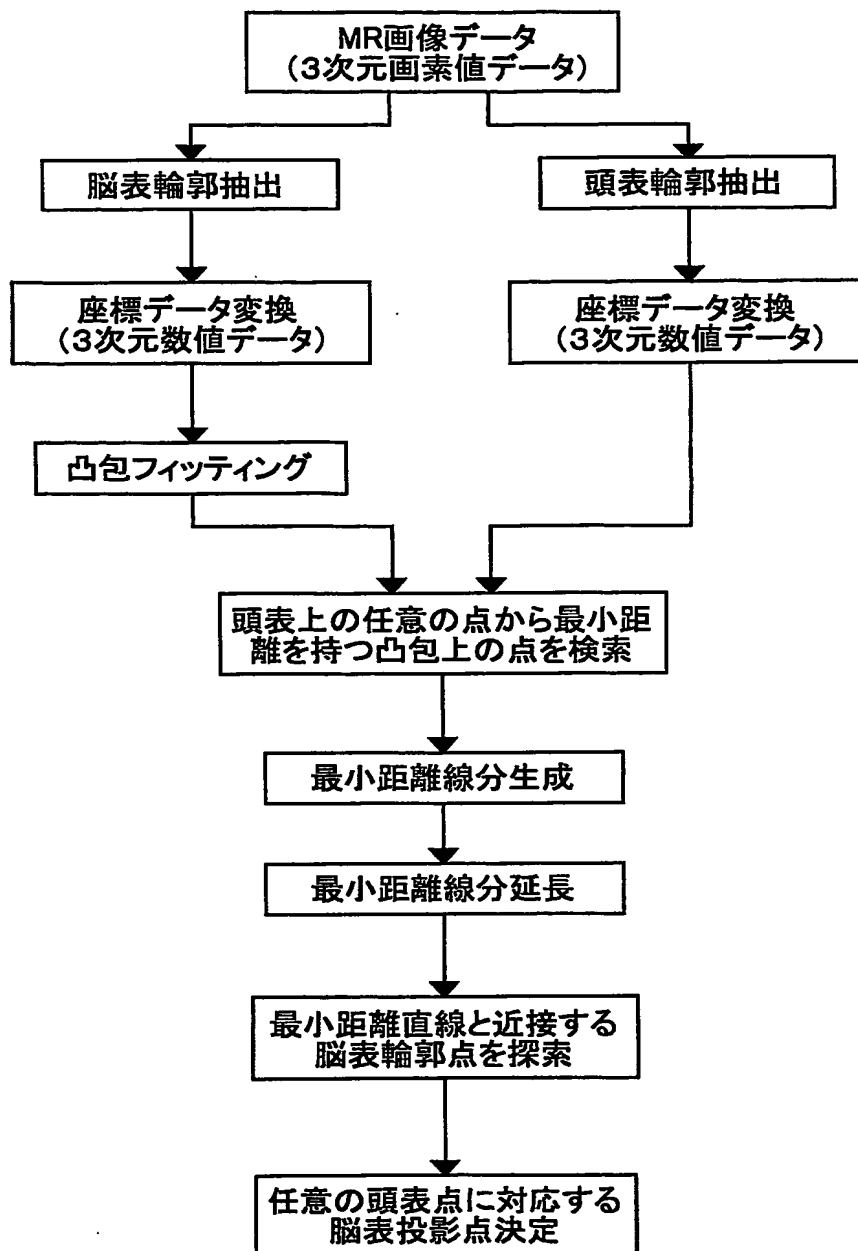 MR画像データ
(3次元画素値データ)
脳表輪郭抽出
頭表輪郭抽出
座標データ変換
(3次元数値データ)
座標データ変換
(3次元数値データ)
凸包フィッティング
頭表上の任意の点から最小距
離を持つ凸包上の点を検索
最小距離線分生成
最小距離線分延長
最小距離直線と近接する
脳表輪郭点を探索
任意の頭表点に対応する
脳表投影点決定